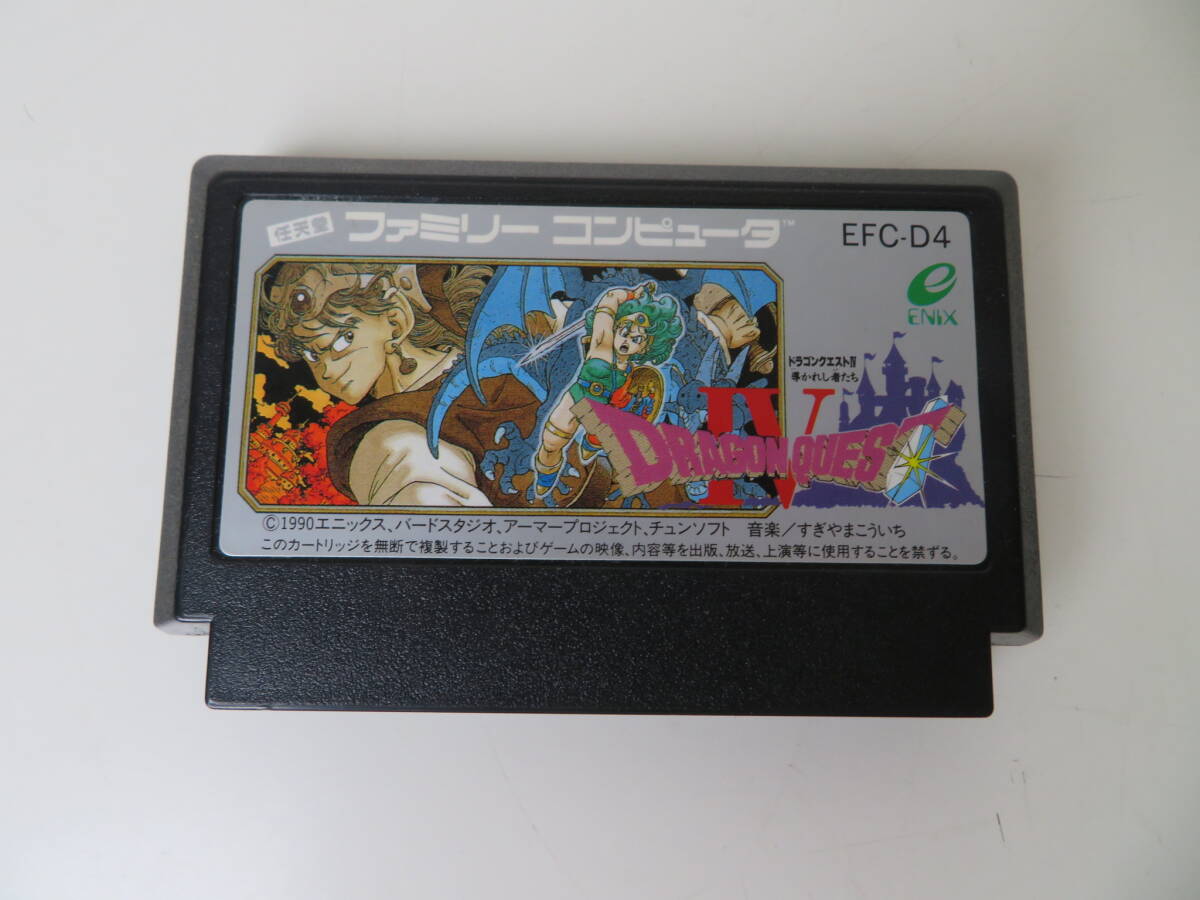 任天堂 ファミリー コンピュータ™ EFC-D4
ENIX
ドラゴンクエストIV
導かれし者たち
IV
DRAGON QUEST
©1990エニックス、バードスタジオ、アーマープロジェクト、チュンソフト 音楽/すぎやまこういち
このカートリッジを無断で複製することおよびゲームの映像、内容等を出版、放送、上演等に使用することを禁ずる。